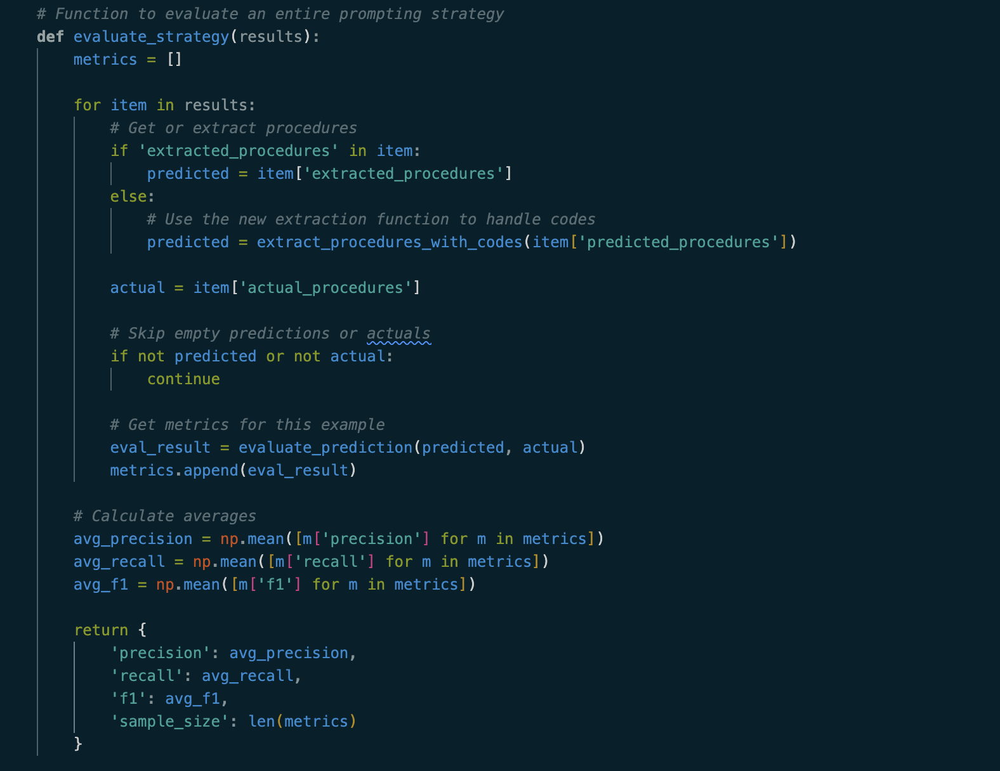 # Function to evaluate an entire prompting strategy
def evaluate_strategy(results):
    metrics = []
    for item in results:
        # Get or extract procedures
        if 'extracted_procedures' in item:
            predicted = item['extracted_procedures']
        else:
            # Use the new extraction function to handle codes
            predicted = extract_procedures_with_codes(item['predicted_procedures'])
        actual = item['actual_procedures']
        # Skip empty predictions or actuals
        if not predicted or not actual:
            continue
        # Get metrics for this example
        eval_result = evaluate_prediction(predicted, actual)
        metrics.append(eval_result)
    # Calculate averages
    avg_precision = np.mean([m['precision'] for m in metrics])
    avg_recall = np.mean([m['recall'] for m in metrics])
    avg_f1 = np.mean([m['f1'] for m in metrics])
    return {
        'precision': avg_precision,
        'recall': avg_recall,
        'f1': avg_f1,
        'sample_size': len(metrics)
    }